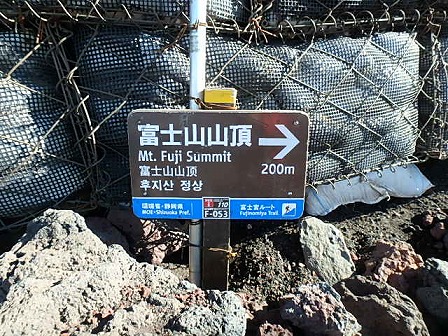 富士山山頂
Mt. Fuji Summit
200m
富士山山顶
후지산 정상
環境省・静岡県
MOE・Shizuoka Pref.
T 110
F-053
富士宮ルート
Fujinomiya Trail